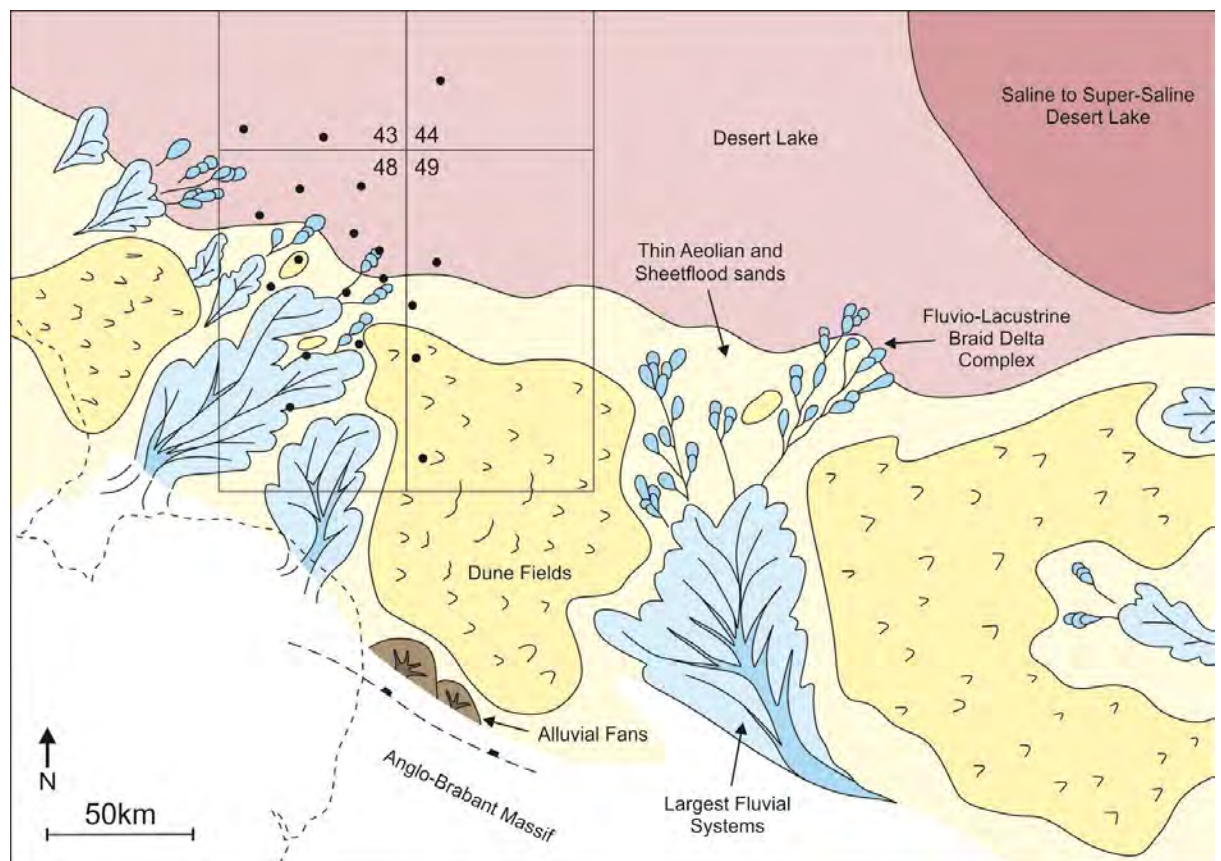 Saline to Super-Saline
Desert Lake
Desert Lake
43 44
48 49
Thin Aeolian and
Sheetflood sands
Fluvio-Lacustrine
Braid Delta
Complex
Dune Fields
Alluvial Fans
Anglo-Brabant Massif
Largest Fluvial
Systems
N
50km